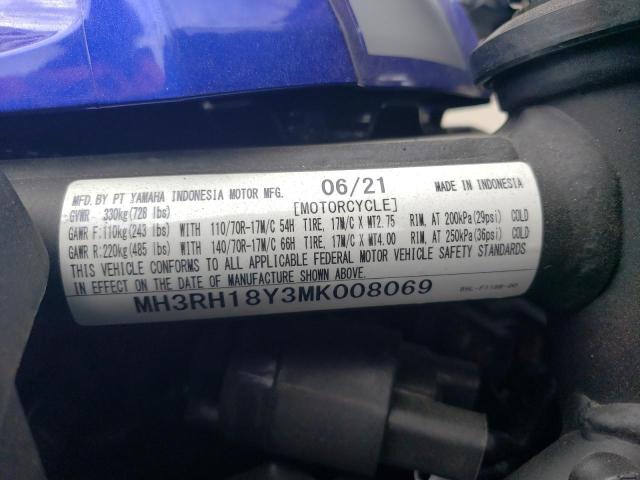 MFD. BY PT YAMAHA INDONESIA MOTOR MFG. 06/21 MADE IN INDONESIA
GVWR 330kg(728 lbs) [MOTORCYCLE]
GAWR F:110kg(243 lbs) WITH 110/70R-17M/C 54H TIRE, 17M/C X MT2.75 RIM, AT 200kPa(29psi) COLD
GAWR R:220kg(485 lbs) WITH 140/70R-17M/C 66H TIRE, 17M/C X MT4.00 RIM, AT 250kPa(36psi) COLD
THIS VEHICLE CONFORMS TO ALL APPLICABLE FEDERAL MOTOR VEHICLE SAFETY STANDARDS
IN EFFECT ON THE DATE OF MANUFACTURE SHOWN ABOVE.
MH3RH18Y3MK008069